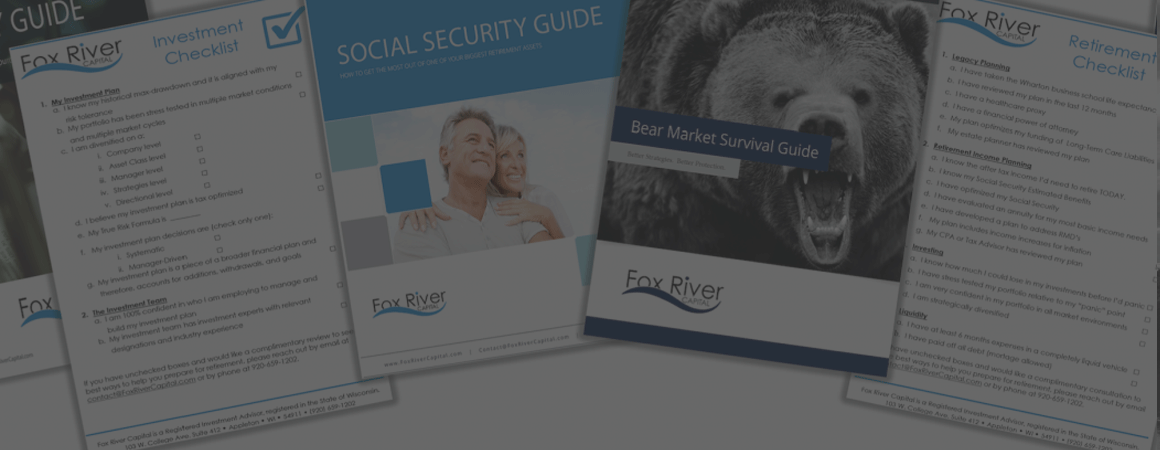 GUIDE
Fox
Fox River
CAPITAL
Investment
Checklist
1. My Investment Plan
a. I know my historical max-drawdown and it is aligned with my
risk tolerance
b. My portfolio has been stress tested in multiple market conditions
and multiple market cycles
c. I am diversified on a:
i. Company level
ii. Asset Class level
iii. Manager level
iv. Strategies level
v. Directional level
d. I believe my investment plan is tax optimized
e. My True Risk Formula is
f. My investment plan decisions are (check only one):
i. Systematic
ii. Manager-Driven
g. My investment plan is a piece of a broader financial plan and
therefore, accounts for additions, withdrawals, and goals
2. The Investment Team
a. I am 100% confident in who I am employing to manage and
build my investment plan
b. My investment team has investment experts with relevant
designations and industry experience
If you have unchecked boxes and would like a complimentary review to
best ways to help you prepare for retirement, please reach out by email at
contact@FoxRiverCapital.com or by phone at 920-659-1202.
Fox River Capital is a Registered Investment Advisor, registered in the State of Wisconsin.
103 W. College Ave. Suite 412 • Appleton • WI • 54911 • (920) 659-1202
SOCIAL SECURITY GUIDE
HOW TO GET THE MOST OUT OF ONE OF YOUR BIGGEST RETIREMENT ASSETS
Fox River
CAPITAL
www.FoxRiverCapital.com | Contact@FoxRiverCapital.com
Bear Market Survival Guide
Better Strategies. Better Protection.
Fox River
CAPITAL
Fox River
CAPITAL
Retirement
Checklist
1. Legacy Planning
a. I have taken the Wharton business school life expectancy
b. I have reviewed my plan in the last 12 months
c. I have a healthcare proxy
d. I have a financial power of attorney
e. My plan optimizes my funding of Long-Term Care Liabilities
f. My estate planner has reviewed my plan
2. Retirement Income Planning
a. I know the after tax income I'd need to retire TODAY
b. I know my Social Security Estimated Benefits
c. I have optimized my Social Security
d. I have evaluated an annuity for my most basic income needs
e. I have developed a plan to address RMD's
f. My plan includes income increases for inflation
g. My CPA or Tax Advisor has reviewed my plan
Investing
a. I know how much I could lose in my investments before I'd panic
b. I have stress tested my portfolio relative to my "panic" point
c. I am very confident in my portfolio in all market environments
d. I am strategically diversified
Liquidity
a. I have at least 6 months expenses in a completely liquid vehicle
b. I have paid off all debt (mortgage allowed)
have unchecked boxes and would like a complimentary consultation to
best ways to help you prepare for retirement, please reach out by email
contact@FoxRiverCapital.com or by phone at 920-659-1202.
Fox River Capital is a Registered Investment Advisor, registered in the State of Wisconsin.
103 W. College Ave. Suite 412 • Appleton • WI • 54911 • (920) 659-1202